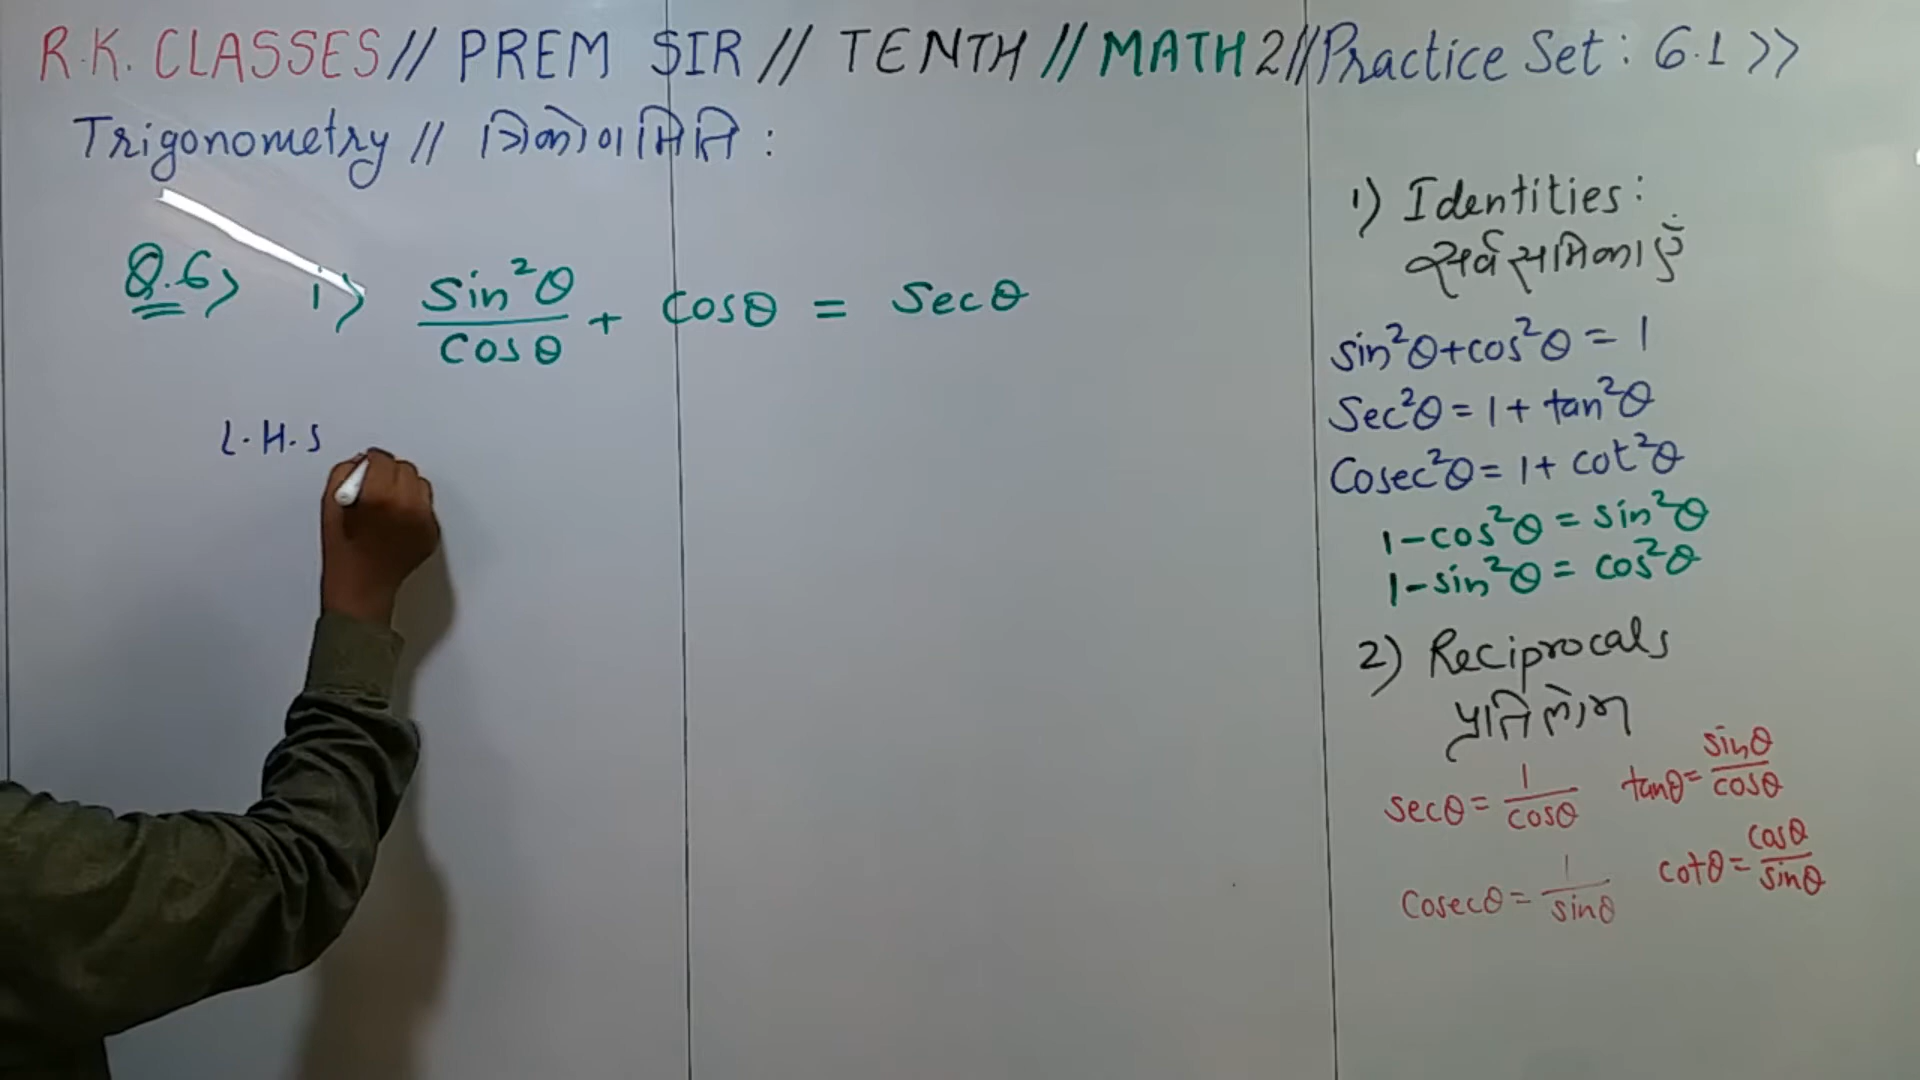 R.K. CLASSES// PREM SIR // TENTH // MATH 2//Practice Set : 6.1 >>
Trigonometry // त्रिकोणमिति :
Q.6> i> sin²θ/cosθ + cosθ = secθ
L.H.S
1) Identities :
सर्वसमिकाएँ :
sin²θ+cos²θ = 1
Sec²θ = 1 + tan²θ
Cosec²θ = 1 + cot²θ
1-cos²θ = sin²θ
1-sin²θ = cos²θ
2) Reciprocals
प्रतिलोम
secθ = 1/cosθ tanθ = sinθ/cosθ
cosecθ = 1/sinθ cotθ = cosθ/sinθ